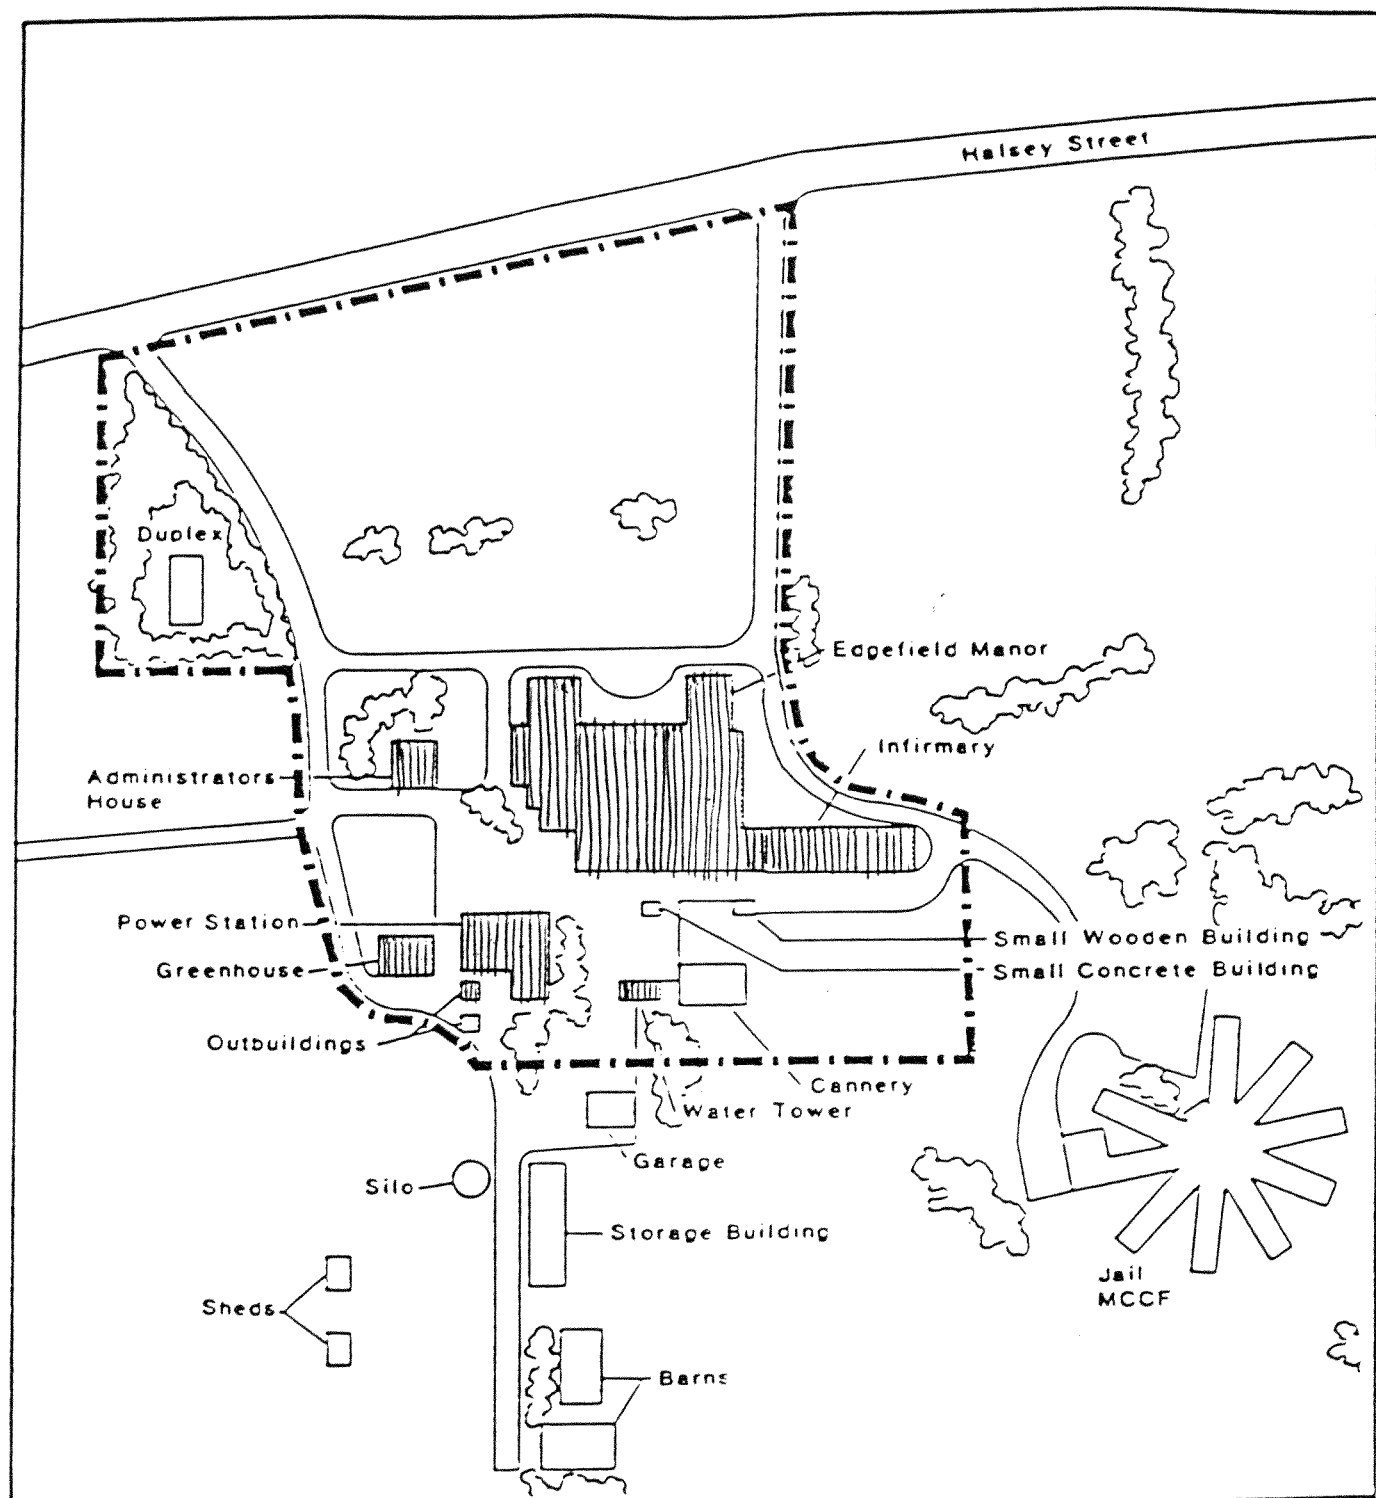 Halsey Street
Duplex
Edgefield Manor
Infirmary
Administrators
House
Power Station
Greenhouse
Small Wooden Building
Small Concrete Building
Outbuildings
Cannery
Water Tower
Garage
Silo
Storage Building
Jail
MCCF
Sheds
Barns